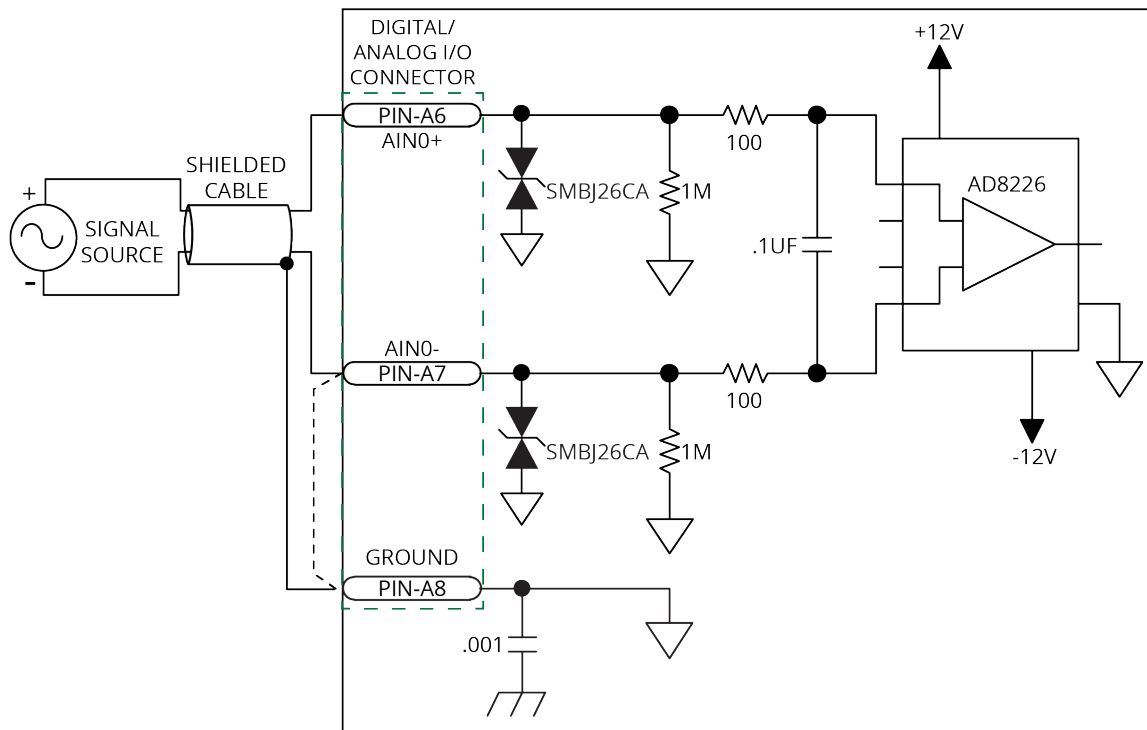 DIGITAL/
ANALOG I/O
CONNECTOR
+12V
PIN-A6
AIN0+
100
SHIELDED
CABLE
SMBJ26CA
1M
AD8226
+
SIGNAL
SOURCE
-
.1UF
AIN0-
PIN-A7
100
SMBJ26CA
1M
-12V
GROUND
PIN-A8
.001